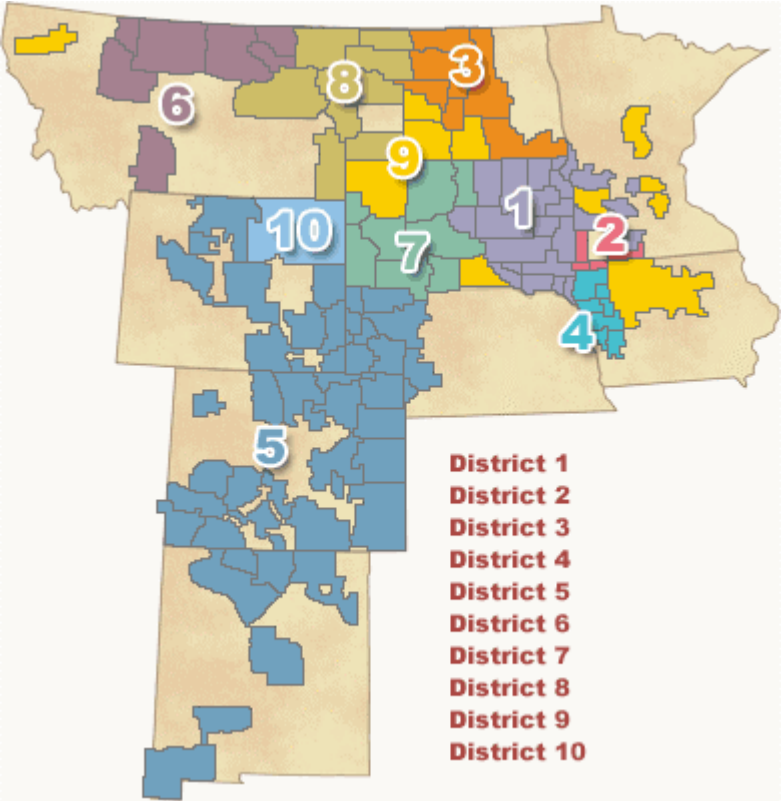 3
8
6
9
1
10
2
7
4
5
District 1
District 2
District 3
District 4
District 5
District 6
District 7
District 8
District 9
District 10